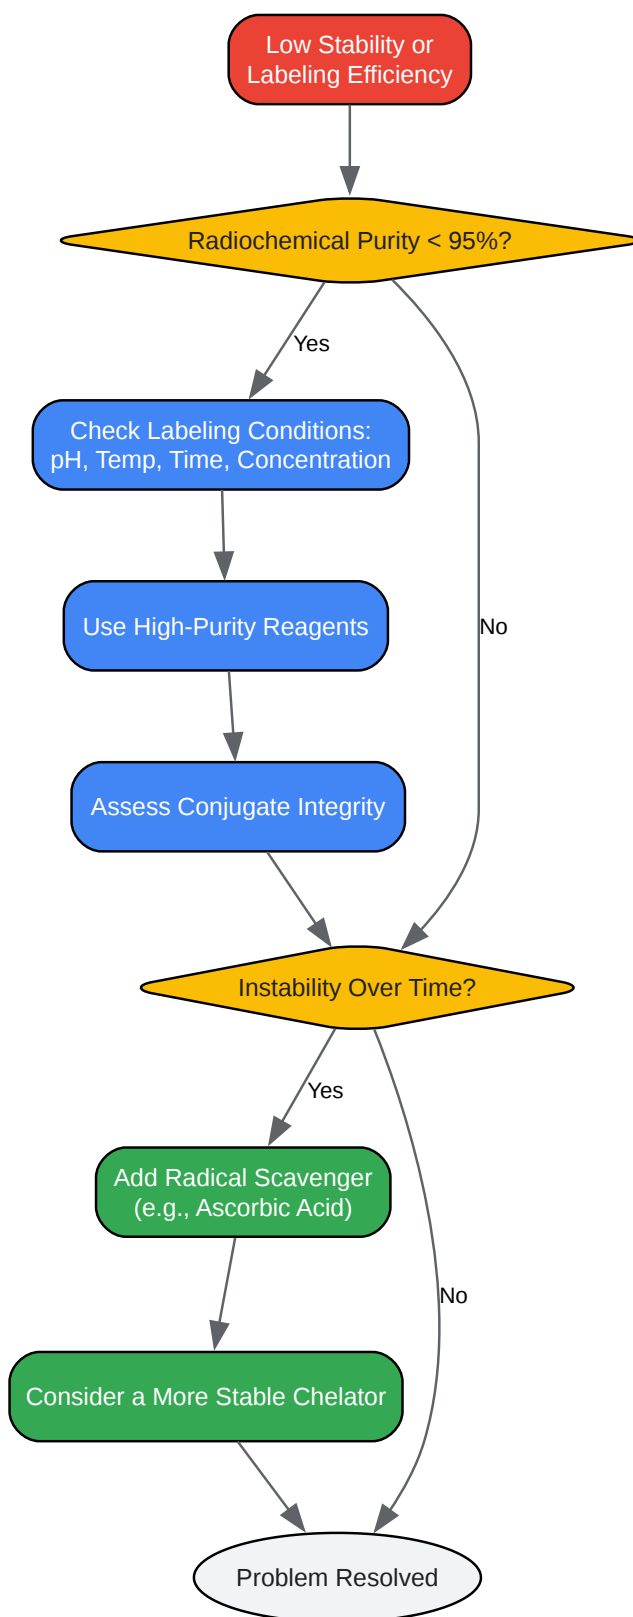 Low Stability or
Labeling Efficiency
Radiochemical Purity < 95%?
Yes
Check Labeling Conditions:
pH, Temp, Time, Concentration
Use High-Purity Reagents
No
Assess Conjugate Integrity
Instability Over Time?
Yes
Add Radical Scavenger
(e.g., Ascorbic Acid)
No
Consider a More Stable Chelator
Problem Resolved